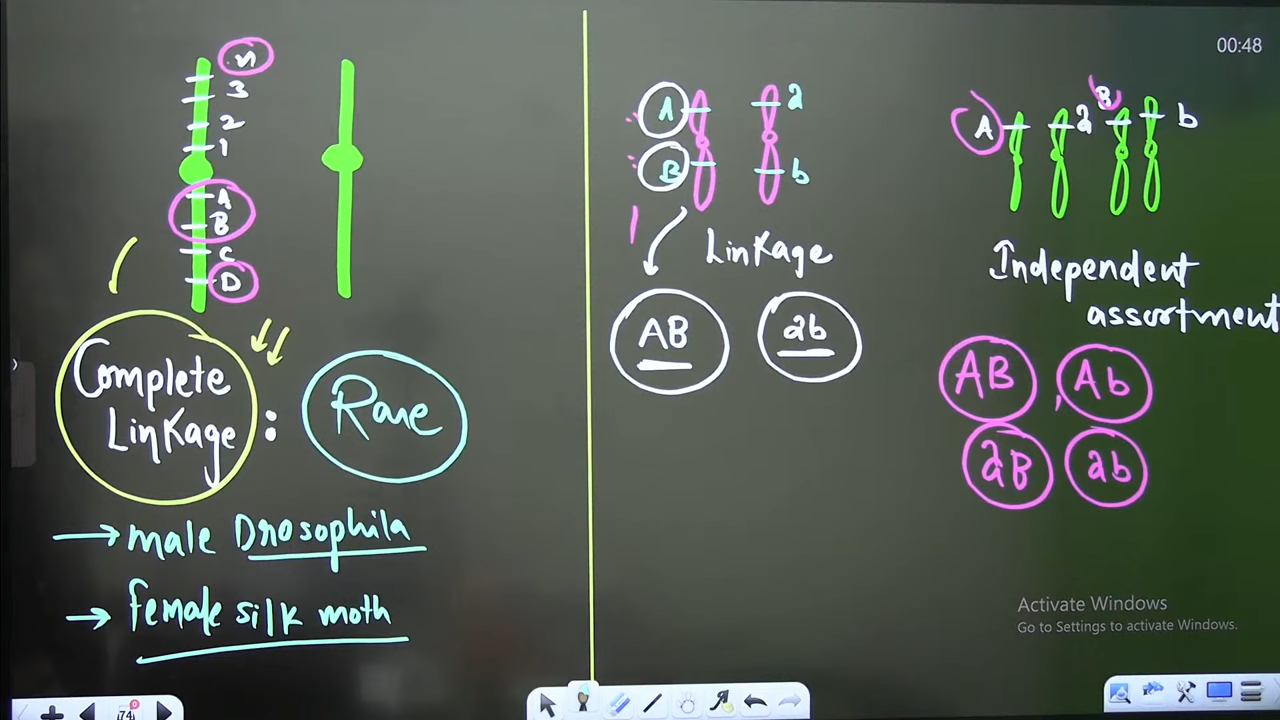 n
3
2
1
A
B
C
D
Complete
Linkage :
Rare
→ male Drosophila
→ female silk moth
A a
B b
Linkage
AB ab
A a B b
Independent
assortment
AB , Ab
aB ab
00:48
Activate Windows
Go to Settings to activate Windows.
74